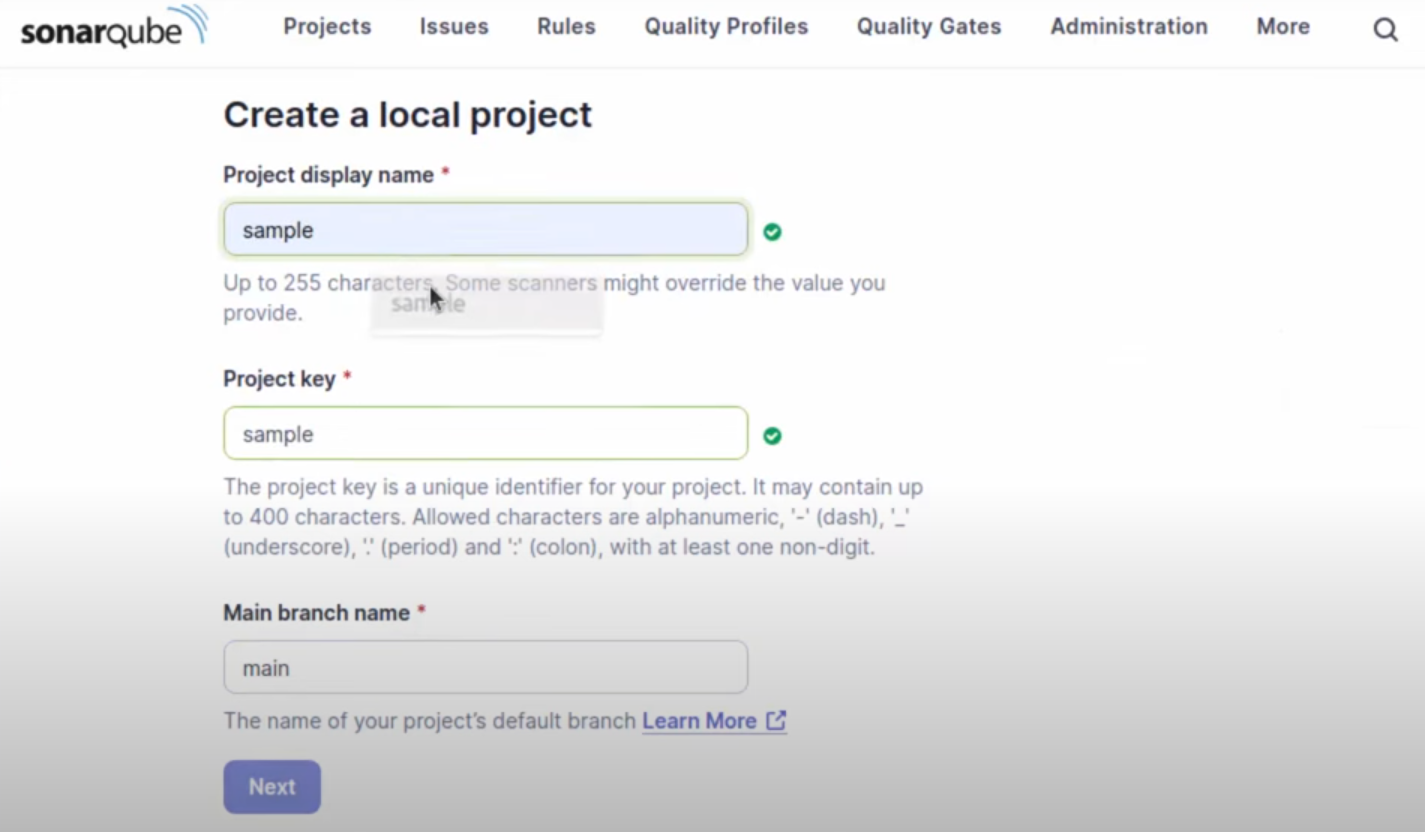 sonarqube Projects Issues Rules Quality Profiles Quality Gates Administration More
Create a local project
Project display name *
sample
Up to 255 characters. Some scanners might override the value you
provide.
sample
Project key *
sample
The project key is a unique identifier for your project. It may contain up
to 400 characters. Allowed characters are alphanumeric, '-' (dash), '_'
(underscore), '.' (period) and ':' (colon), with at least one non-digit.
Main branch name *
main
The name of your project's default branch Learn More
Next